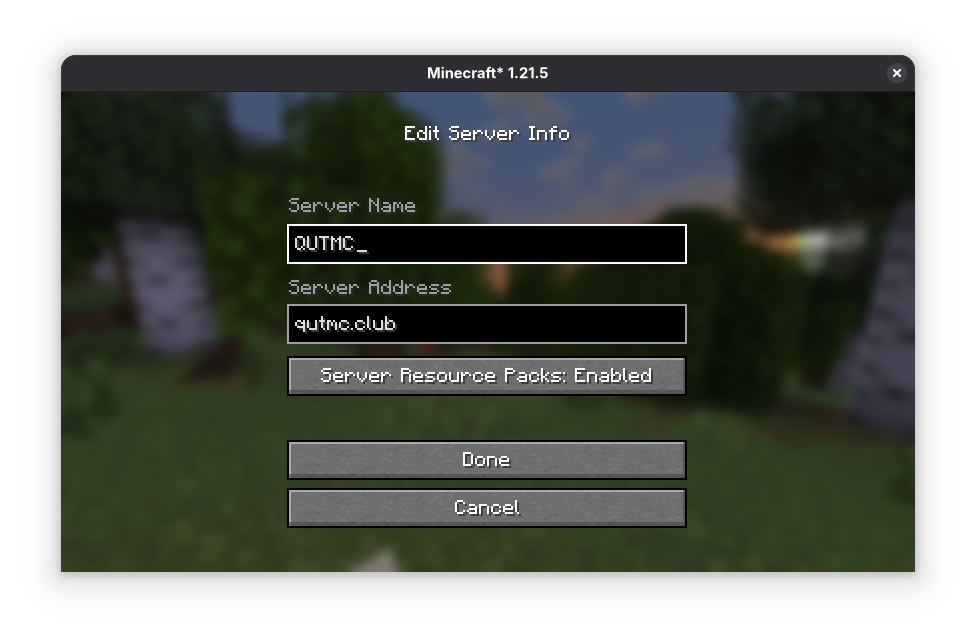 Minecraft* 1.21.5
Edit Server Info
Server Name
QUTMC_
Server Address
qutmc.club
Server Resource Packs: Enabled
Done
Cancel